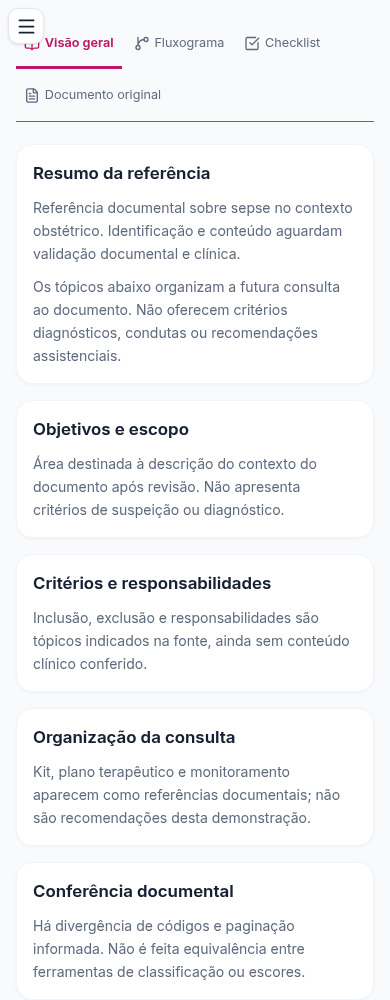 Visão geral
Fluxograma
Checklist
Documento original
Resumo da referência
Referência documental sobre sepse no contexto
obstétrico. Identificação e conteúdo aguardam
validação documental e clínica.
Os tópicos abaixo organizam a futura consulta
ao documento. Não oferecem critérios
diagnósticos, condutas ou recomendações
assistenciais.
Objetivos e escopo
Área destinada à descrição do contexto do
documento após revisão. Não apresenta
critérios de suspeição ou diagnóstico.
Critérios e responsabilidades
Inclusão, exclusão e responsabilidades são
tópicos indicados na fonte, ainda sem conteúdo
clínico conferido.
Organização da consulta
Kit, plano terapêutico e monitoramento
aparecem como referências documentais; não
são recomendações desta demonstração.
Conferência documental
Há divergência de códigos e paginação
informada. Não é feita equivalência entre
ferramentas de classificação ou escores.